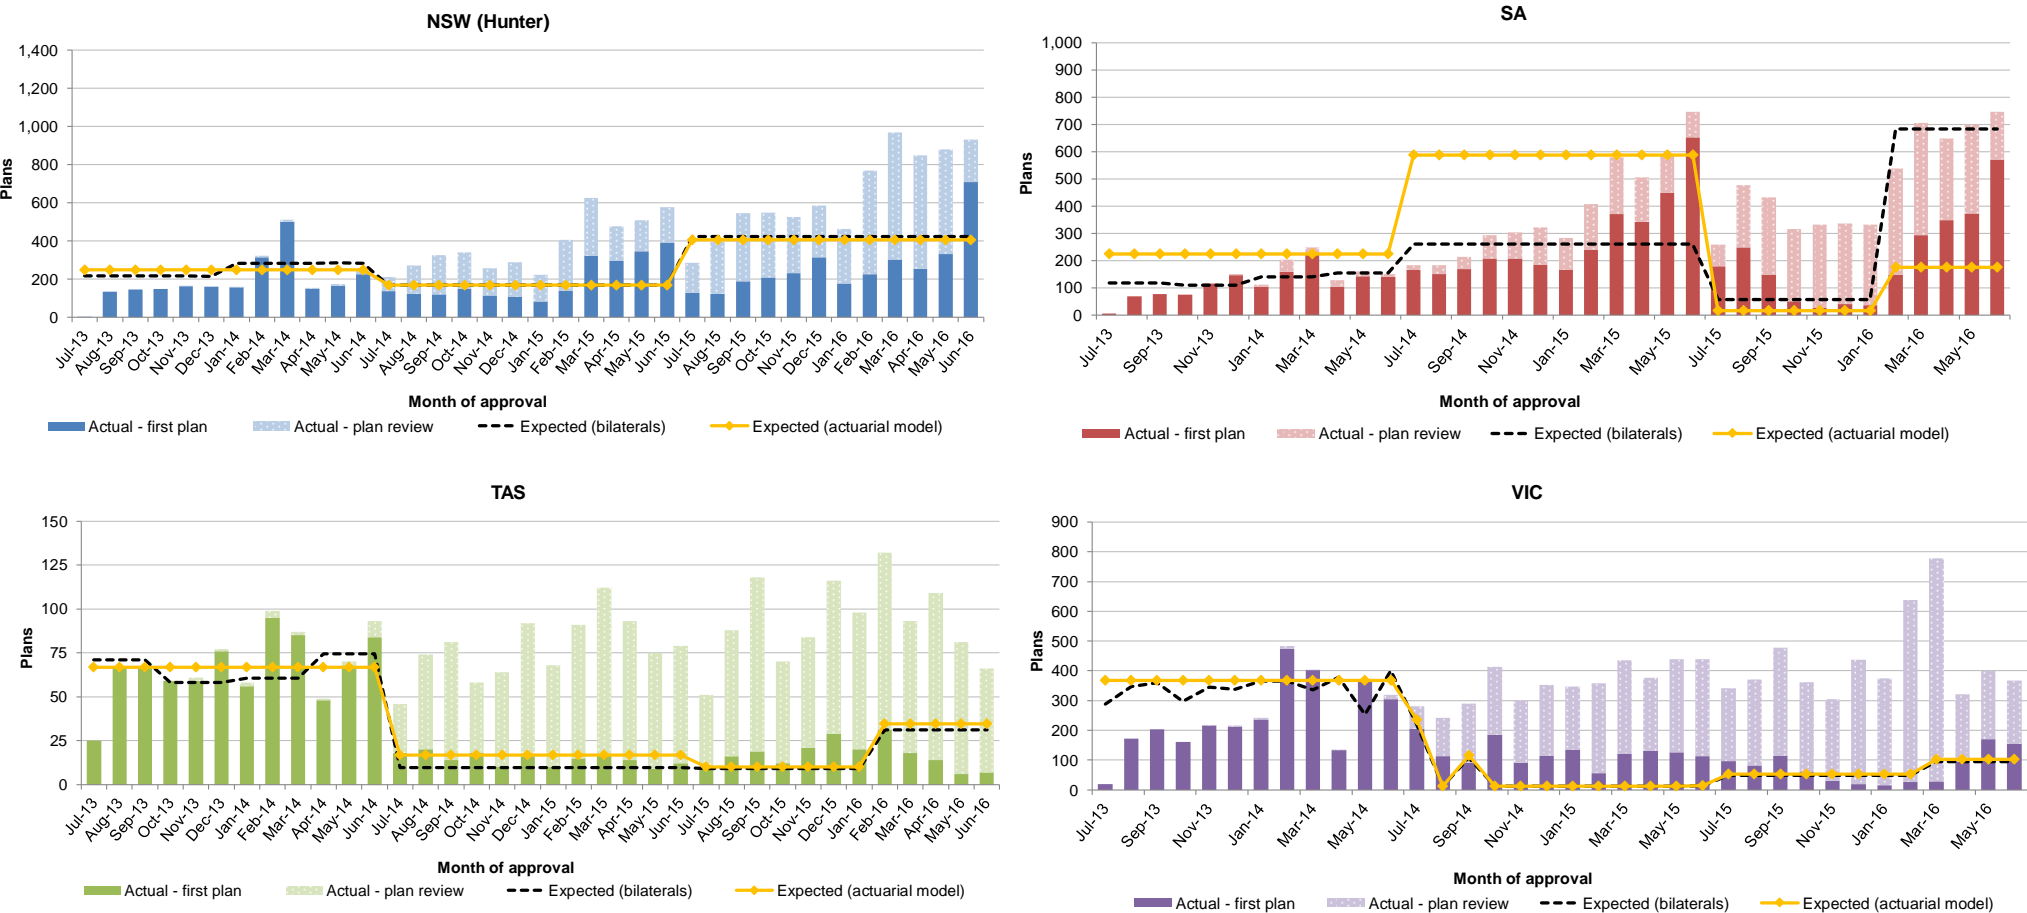 NSW (Hunter)
1,400
1,200
1,000
800
600
400
200
0
Plans
Jul-13
Aug-13
Sep-13
Oct-13
Nov-13
Dec-13
Jan-14
Feb-14
Mar-14
Apr-14
May-14
Jun-14
Jul-14
Aug-14
Sep-14
Oct-14
Nov-14
Dec-14
Jan-15
Feb-15
Mar-15
Apr-15
May-15
Jun-15
Jul-15
Aug-15
Sep-15
Oct-15
Nov-15
Dec-15
Jan-16
Feb-16
Mar-16
Apr-16
May-16
Jun-16
Month of approval
Actual - first plan Actual - plan review Expected (bilaterals) Expected (actuarial model)
SA
1,000
900
800
700
600
500
400
300
200
100
0
Plans
Jul-13
Sep-13
Nov-13
Jan-14
Mar-14
May-14
Jul-14
Sep-14
Nov-14
Jan-15
Mar-15
May-15
Jul-15
Sep-15
Nov-15
Jan-16
Mar-16
May-16
Month of approval
Actual - first plan Actual - plan review Expected (bilaterals) Expected (actuarial model)
TAS
150
125
100
75
50
25
0
Plans
Jul-13
Aug-13
Sep-13
Oct-13
Nov-13
Dec-13
Jan-14
Feb-14
Mar-14
Apr-14
May-14
Jun-14
Jul-14
Aug-14
Sep-14
Oct-14
Nov-14
Dec-14
Jan-15
Feb-15
Mar-15
Apr-15
May-15
Jun-15
Jul-15
Aug-15
Sep-15
Oct-15
Nov-15
Dec-15
Jan-16
Feb-16
Mar-16
Apr-16
May-16
Jun-16
Month of approval
Actual - first plan Actual - plan review Expected (bilaterals) Expected (actuarial model)
VIC
900
800
700
600
500
400
300
200
100
0
Plans
Jul-13
Sep-13
Nov-13
Jan-14
Mar-14
May-14
Jul-14
Sep-14
Nov-14
Jan-15
Mar-15
May-15
Jul-15
Sep-15
Nov-15
Jan-16
Mar-16
May-16
Month of approval
Actual - first plan Actual - plan review Expected (bilaterals) Expected (actuarial model)